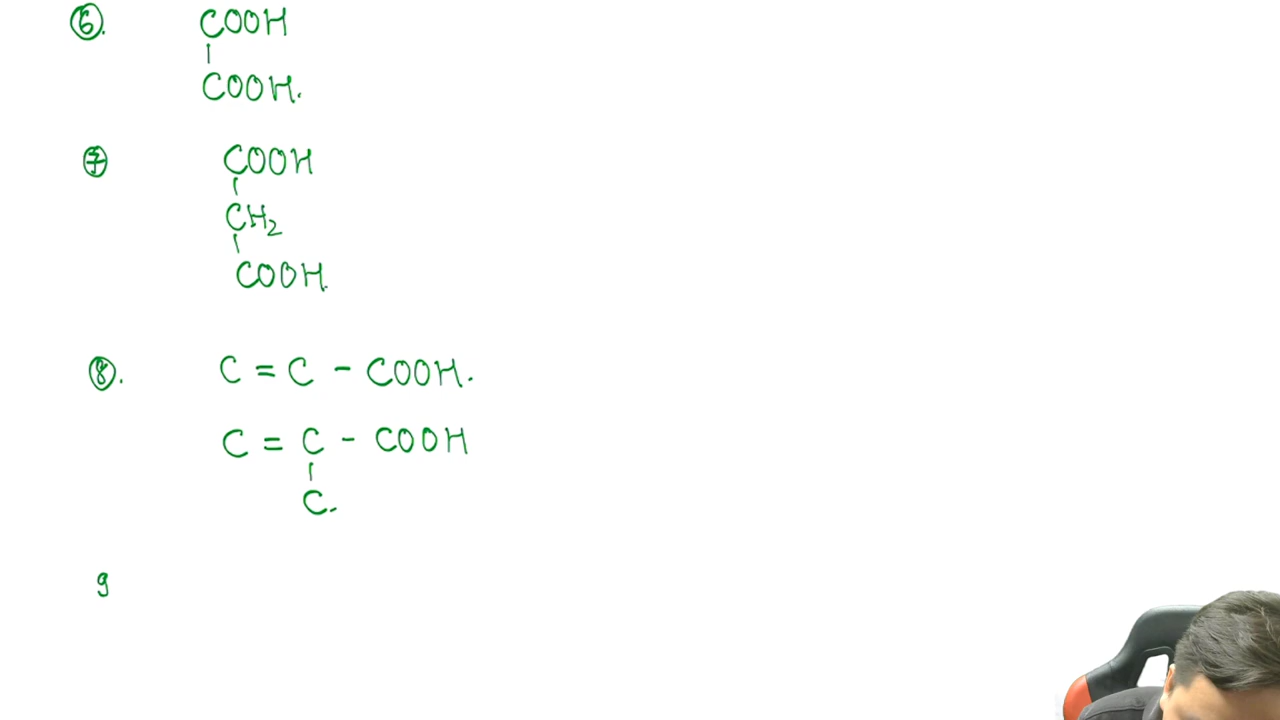 ⑥. COOH
|
COOH.
⑦ COOH
|
CH₂
|
COOH.
⑧. C = C - COOH.
C = C - COOH
|
C.
9